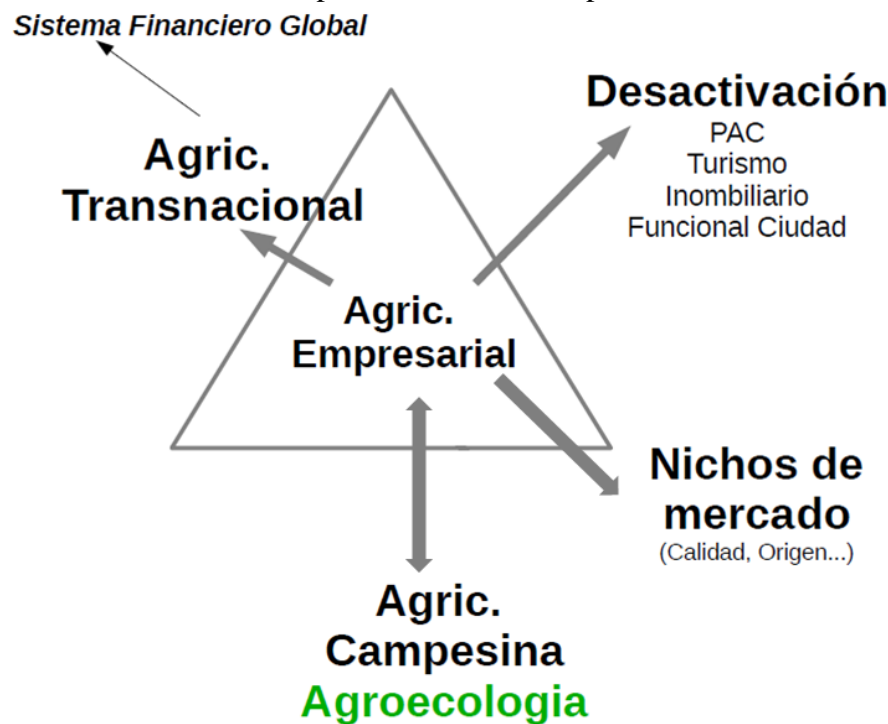 Sistema Financiero Global
Desactivación
PAC
Turismo
Inombiliario
Funcional Ciudad
Agric.
Transnacional
Agric.
Empresarial
Nichos de
mercado
(Calidad, Origen...)
Agric.
Campesina
Agroecologia